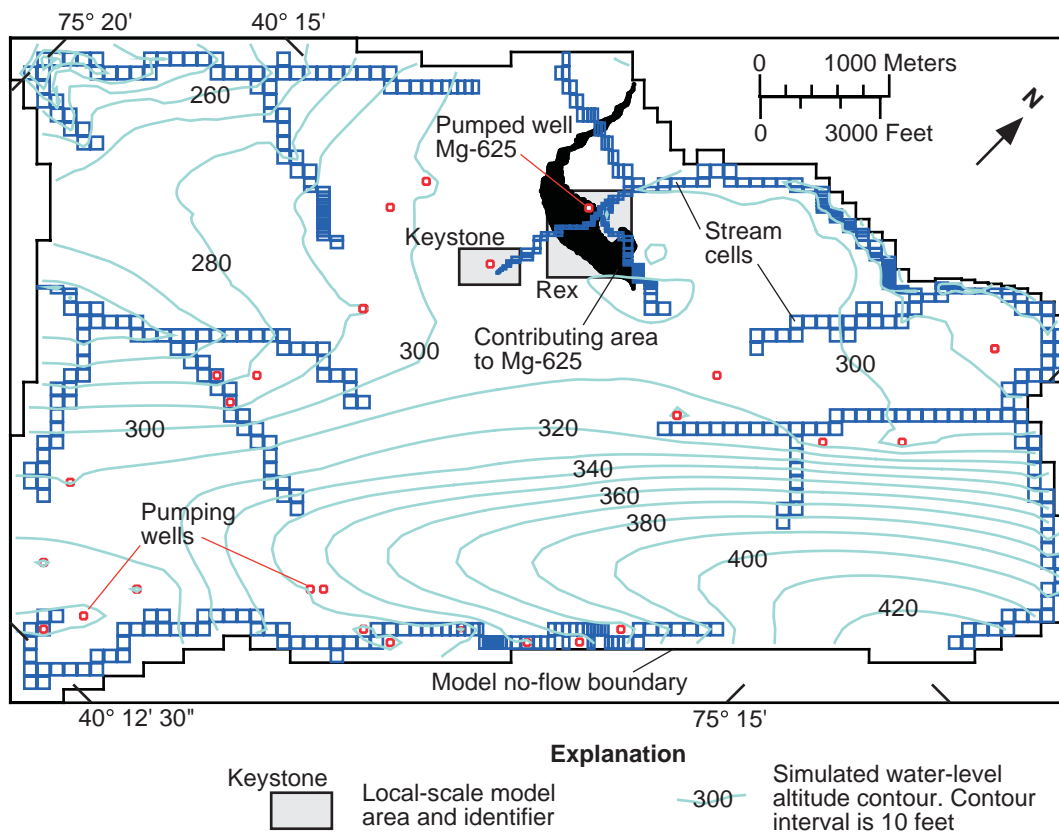 75° 20'
40° 15'
0 1000 Meters
0 3000 Feet
N
260
Pumped well
Mg-625
Keystone
Stream
cells
280
Rex
Contributing area
to Mg-625
300
300
300
320
340
Pumping
wells
360
380
400
420
Model no-flow boundary
40° 12' 30"
75° 15'
Explanation
Keystone
Local-scale model
area and identifier
300
Simulated water-level
altitude contour. Contour
interval is 10 feet